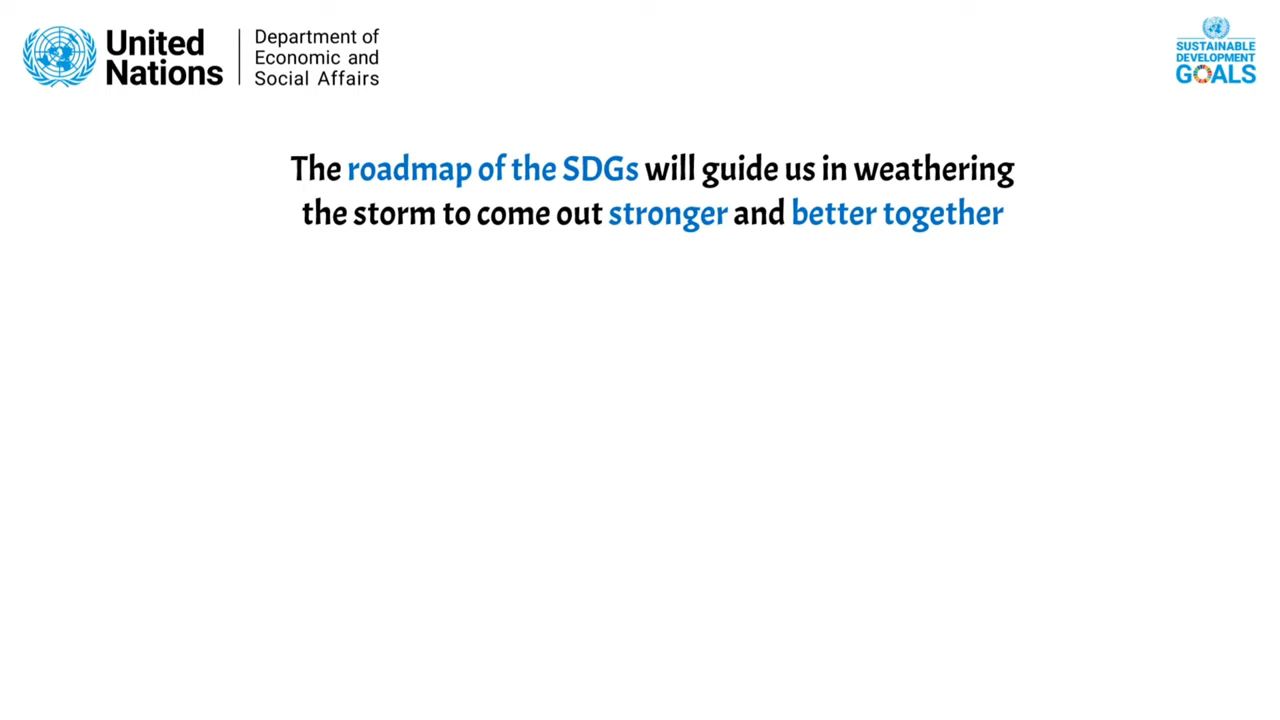 United
Nations
Department of
Economic and
Social Affairs
SUSTAINABLE
DEVELOPMENT
GOALS
The roadmap of the SDGs will guide us in weathering
the storm to come out stronger and better together